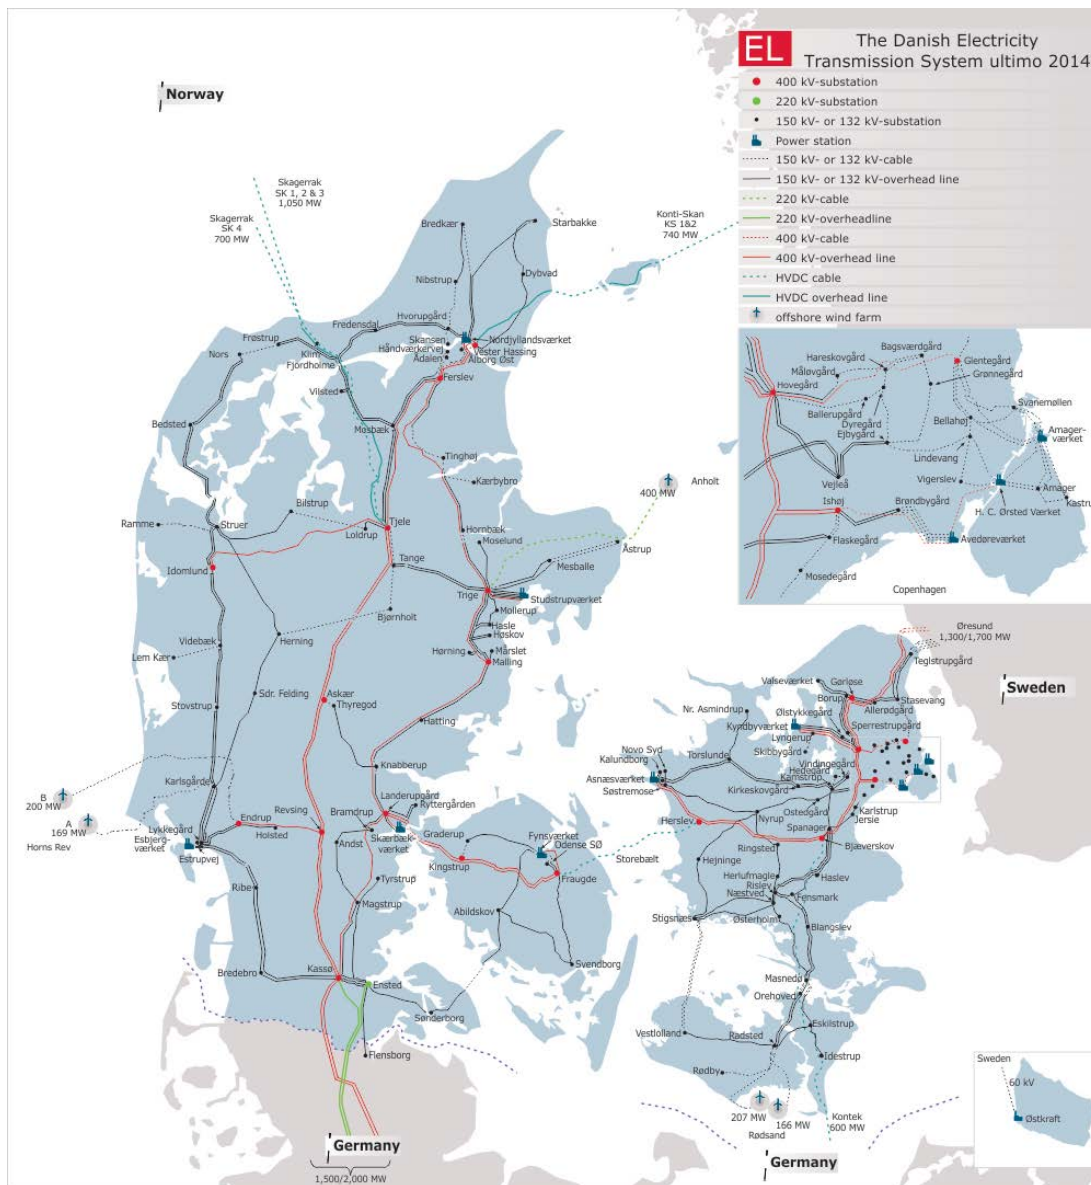 EL
The Danish Electricity
Transmission System ultimo 2014
400 kV-substation
220 kV-substation
150 kV- or 132 kV-substation
Power station
150 kV- or 132 kV-cable
150 kV- or 132 kV-overhead line
220 kV-cable
220 kV-overheadline
400 kV-cable
400 kV-overhead line
HVDC cable
HVDC overhead line
offshore wind farm
Norway
Skagerrak
SK 1, 2 & 3
1,050 MW
Skagerrak
SK 4
700 MW
Konti-Skan
KS 1&2
740 MW
Bredkær
Starbakke
Dybvad
Nibstrup
Hvorupgård
Fredensdal
Frøstrup
Nors
Klim
Fjordholme
Skansen
Håndværkervej
Ådalen
Nordjyllandsværket
Vester Hassing
Ålborg Øst
Ferslev
Vilsted
Bedsted
Mosbæk
Tinghøj
Kærbybro
Anholt
400 MW
Bilstrup
Ramme
Struer
Loldrup
Tjele
Hornbæk
Moselund
Åstrup
Mesballe
Idomlund
Tange
Trige
Studstrupværket
Bjørnholt
Mollerup
Hasle
Høskov
Hørning
Mårslet
Malling
Videbæk
Herning
Lem Kær
Sdr. Felding
Askær
Thyregod
Stovstrup
Hatting
Knabberup
Karlsgårde
B
200 MW
A
169 MW
Horns Rev
Lykkegård
Esbjerg-
værket
Estrupvej
Endrup
Holsted
Revsing
Landerupgård
Ryttergården
Bramdrup
Skærbæk-
værket
Andst
Graderup
Kingstrup
Fynsværket
Odense SØ
Fraugde
Storebælt
Ribe
Tyrstrup
Magstrup
Abildskov
Svendborg
Bredebro
Kassø
Ensted
Sønderborg
Flensborg
Germany
1,500/2,000 MW
Bagsværdgård
Hareskovgård
Glentegård
Måløvgård
Grønnegård
Hovegård
Svanemøllen
Ballerupgård
Dyregård
Ejbygård
Bellahøj
Amager-
værket
Lindevang
Vejleå
Vigerslev
Amager
Kastru
Ishøj
Brøndbygård
H. C. Ørsted Værket
Flaskegård
Avedøreværket
Mosedegård
Copenhagen
Øresund
1,300/1,700 MW
Teglstrupgård
Sweden
Valseværket
Gørløse
Borup
Stasevang
Allerødgård
Nr. Asmindrup
Ølstykkegård
Kyndbyværket
Sperrestrupgård
Lyngerup
Skibbygård
Novo Syd
Kalundborg
Torslunde
Vindingegård
Hedegård
Kamstrup
Asnæsværket
Søstremose
Kirkeskovgård
Ostedgård
Karlstrup
Jersie
Herslev
Nyrup
Spanager
Ringsted
Bjæverskov
Hejninge
Herlufmagle
Rislev
Haslev
Næstved
Fensmark
Stigsnæs
Østerholm
Blangslev
Masnedø
Orehoved
Vestlolland
Radsted
Eskilstrup
Idestrup
Rødby
207 MW
166 MW
Rødsand
Kontek
600 MW
Germany
Sweden
60 kV
Østkraft